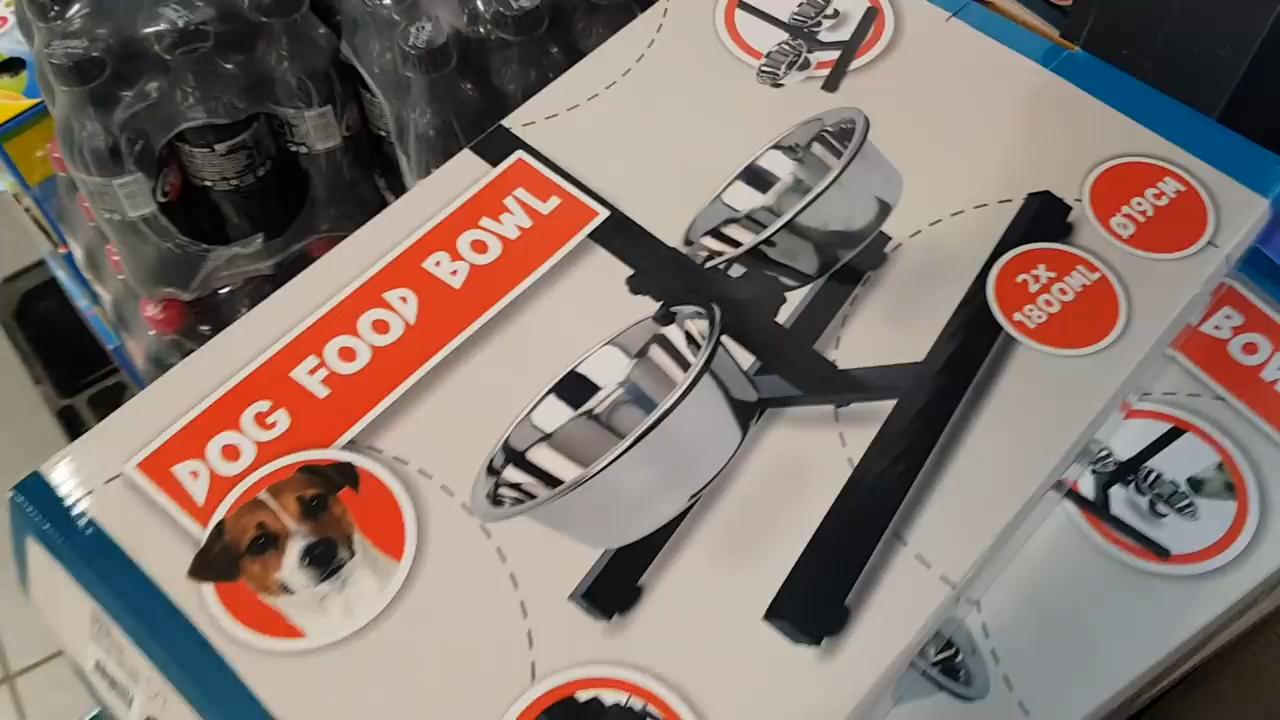 DOG FOOD BOWL
Ø19CM
2X
1800ML
BOW